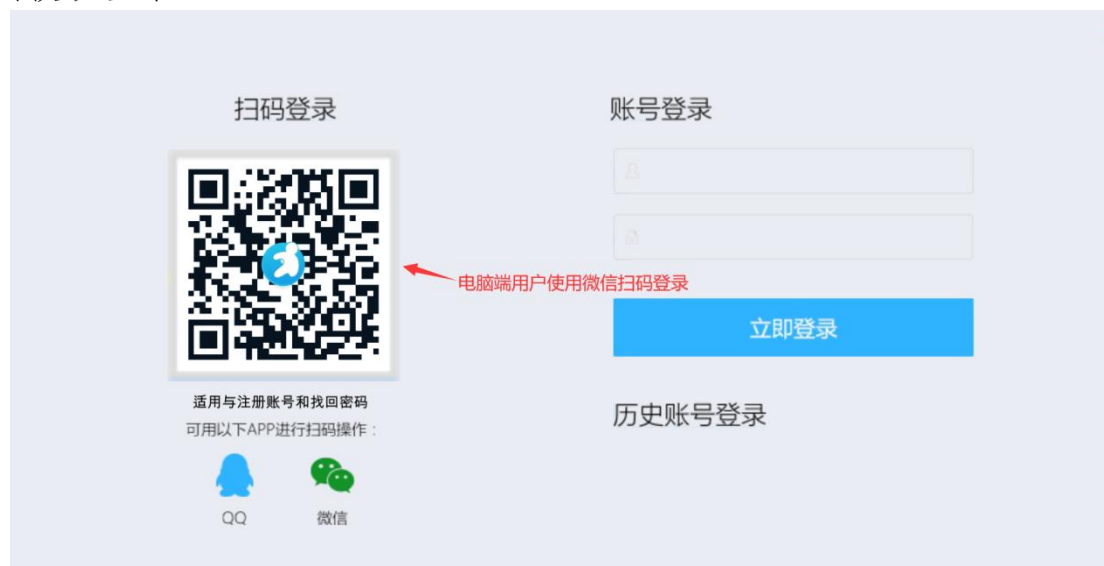 扫码登录
适用与注册账号和找回密码
可用以下APP进行扫码操作：
QQ
微信
电脑端用户使用微信扫码登录
账号登录
立即登录
历史账号登录